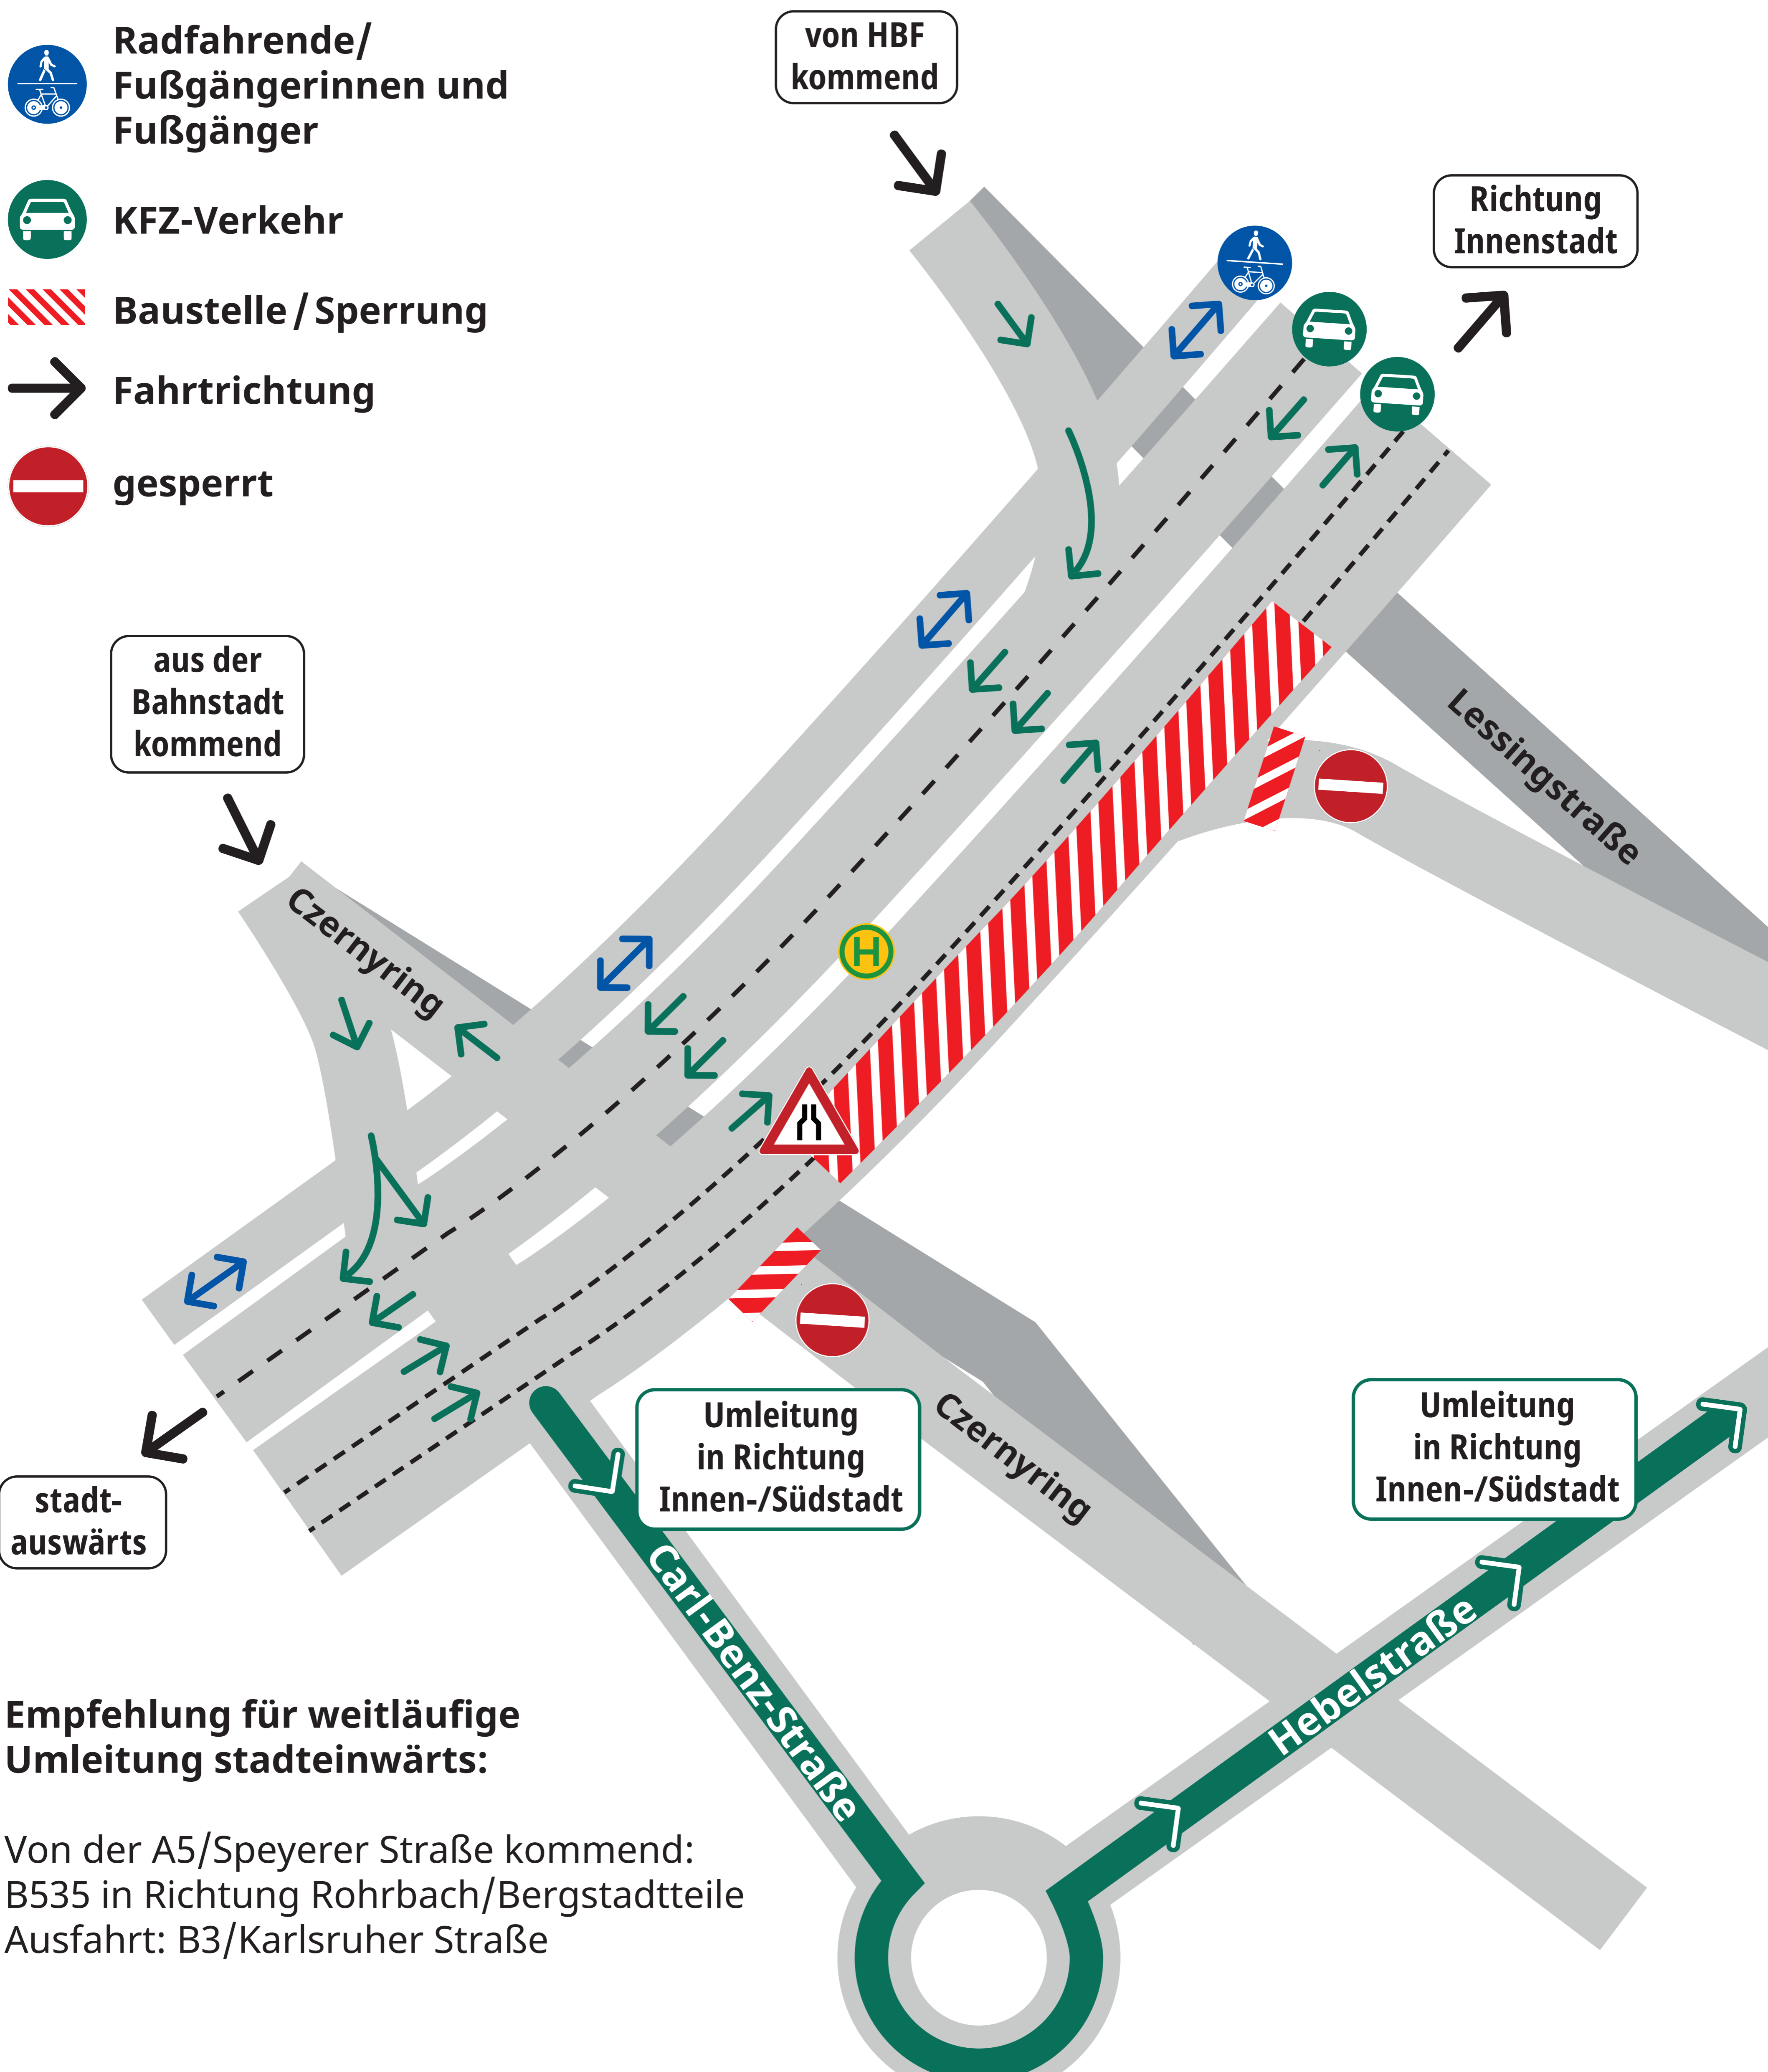 Radfahrende/
Fußgängerinnen und
Fußgänger
KFZ-Verkehr
Baustelle / Sperrung
Fahrtrichtung
gesperrt
von HBF
kommend
Richtung
Innenstadt
aus der
Bahnstadt
kommend
Lessingstraße
Czernyring
H
stadt-
auswärts
Umleitung
in Richtung
Innen-/Südstadt
Czernyring
Umleitung
in Richtung
Innen-/Südstadt
Carl-Benz-Straße
Hebelstraße
Empfehlung für weitläufige
Umleitung stadteinwärts:
Von der A5/Speyerer Straße kommend:
B535 in Richtung Rohrbach/Bergstadtteile
Ausfahrt: B3/Karlsruher Straße